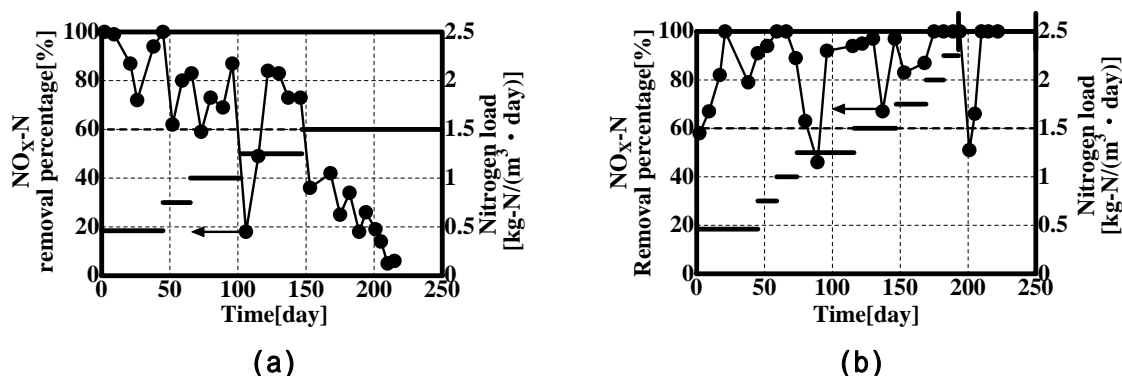 NOX-N
removal percentage[%]
100
80
60
40
20
0
2.5
2
1.5
1
0.5
0
Nitrogen load
[kg-N/(m³・day)]
0 50 100 150 200 250
Time[day]
(a)
NOX-N
Removal percentage[%]
100
80
60
40
20
0
2.5
2
1.5
1
0.5
0
Nitrogen load
[kg-N/(m³・day)]
0 50 100 150 200 250
Time[day]
(b)